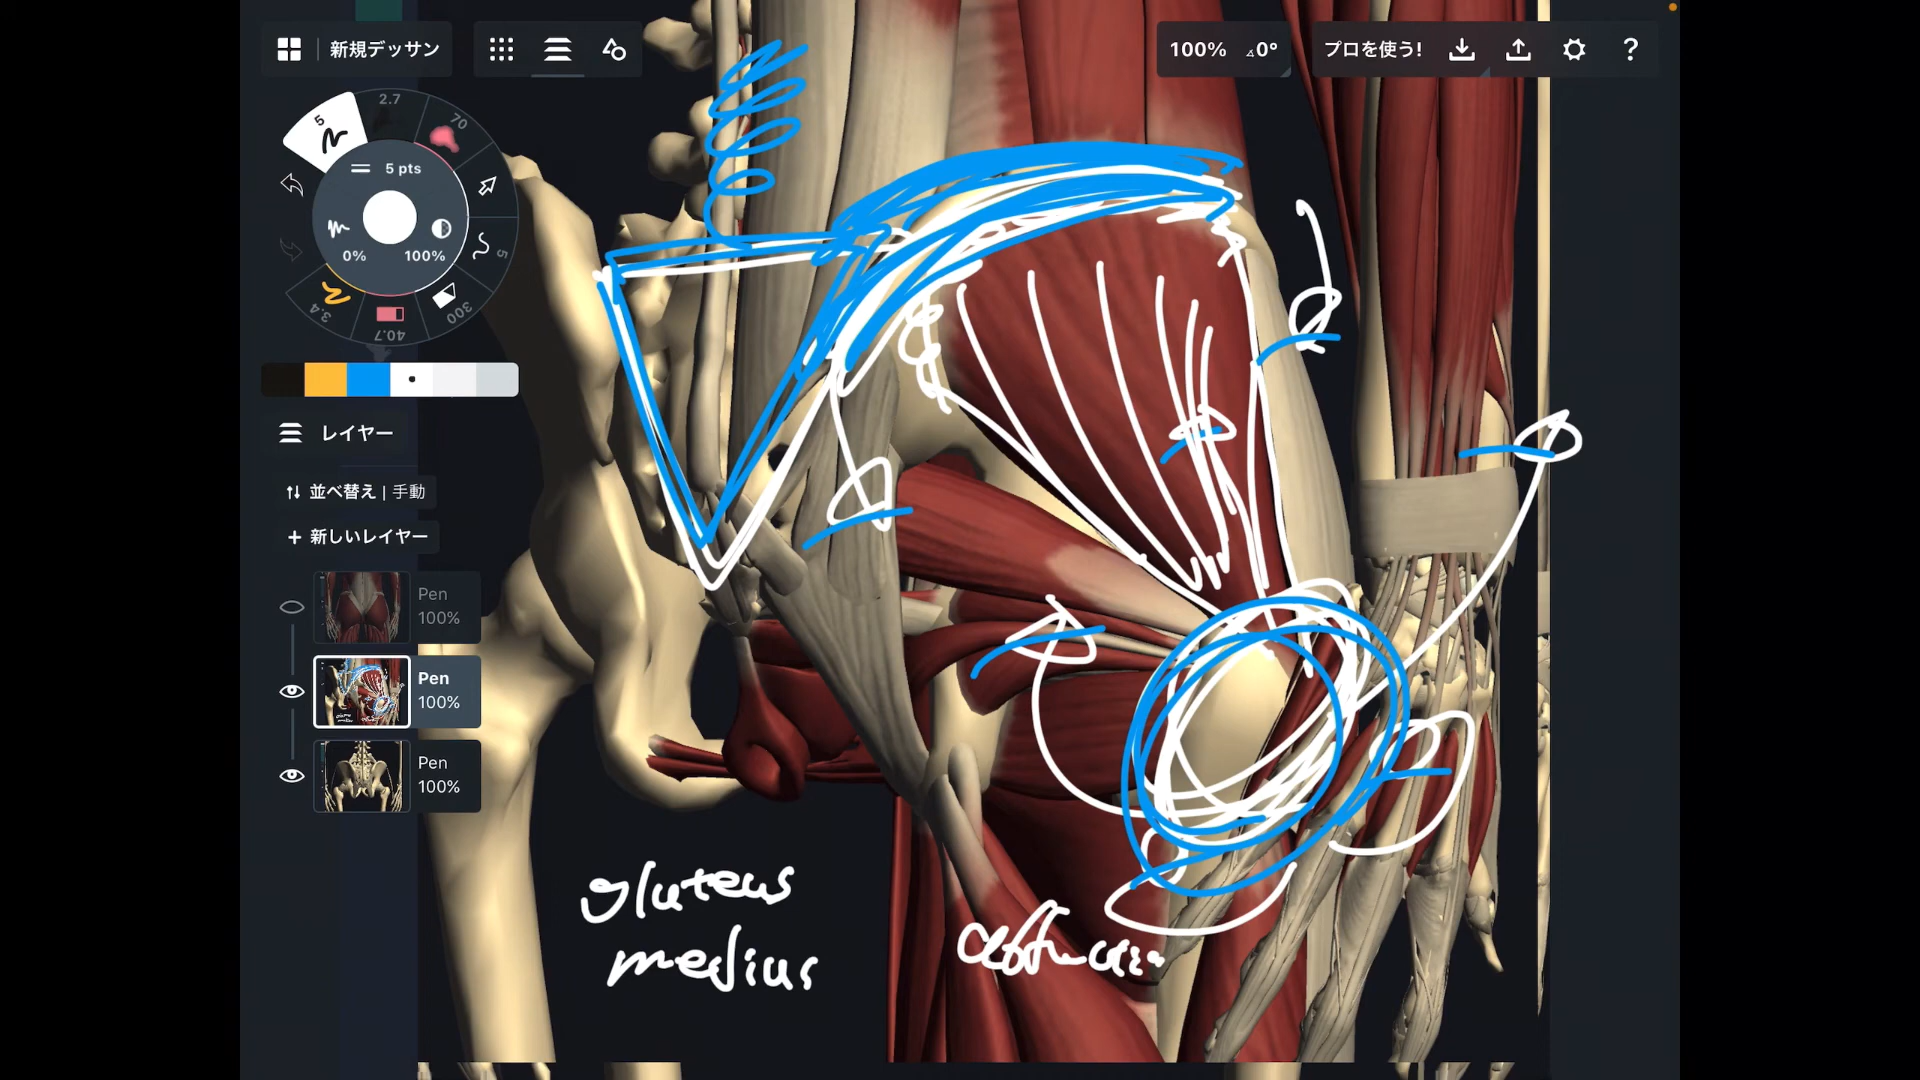 新規デッサン
100% ⊿0°
プロを使う!
?
2.7
70
5
5
300
40.7
3.4
5 pts
0%
100%
レイヤー
並べ替え | 手動
+ 新しいレイヤー
Pen
100%
Pen
100%
Pen
100%
gluteus
medius